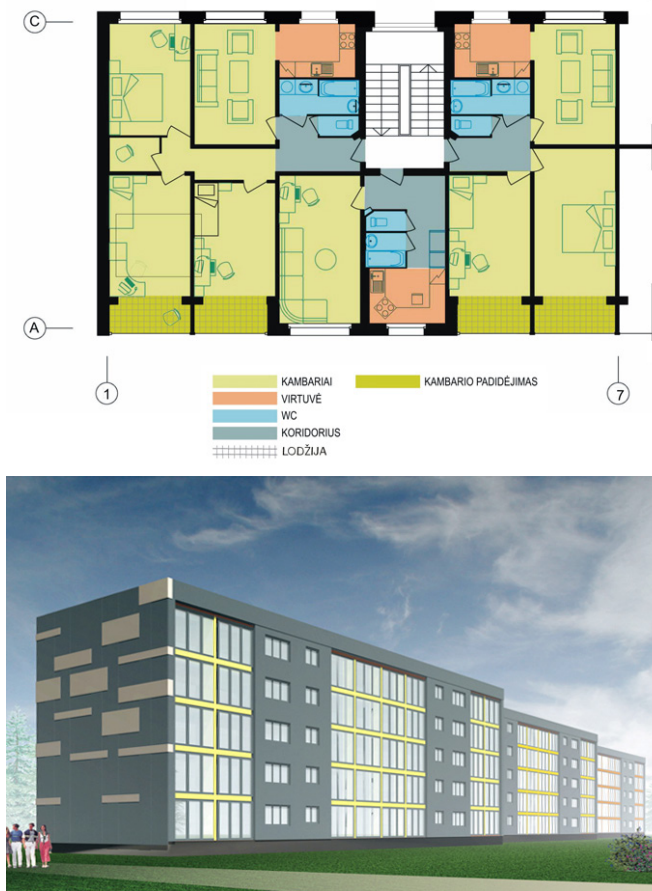 C
A
1
7
KAMBARIAI
KAMBARIO PADIDĖJIMAS
VIRTUVĖ
WC
KORIDORIUS
LODŽIJA